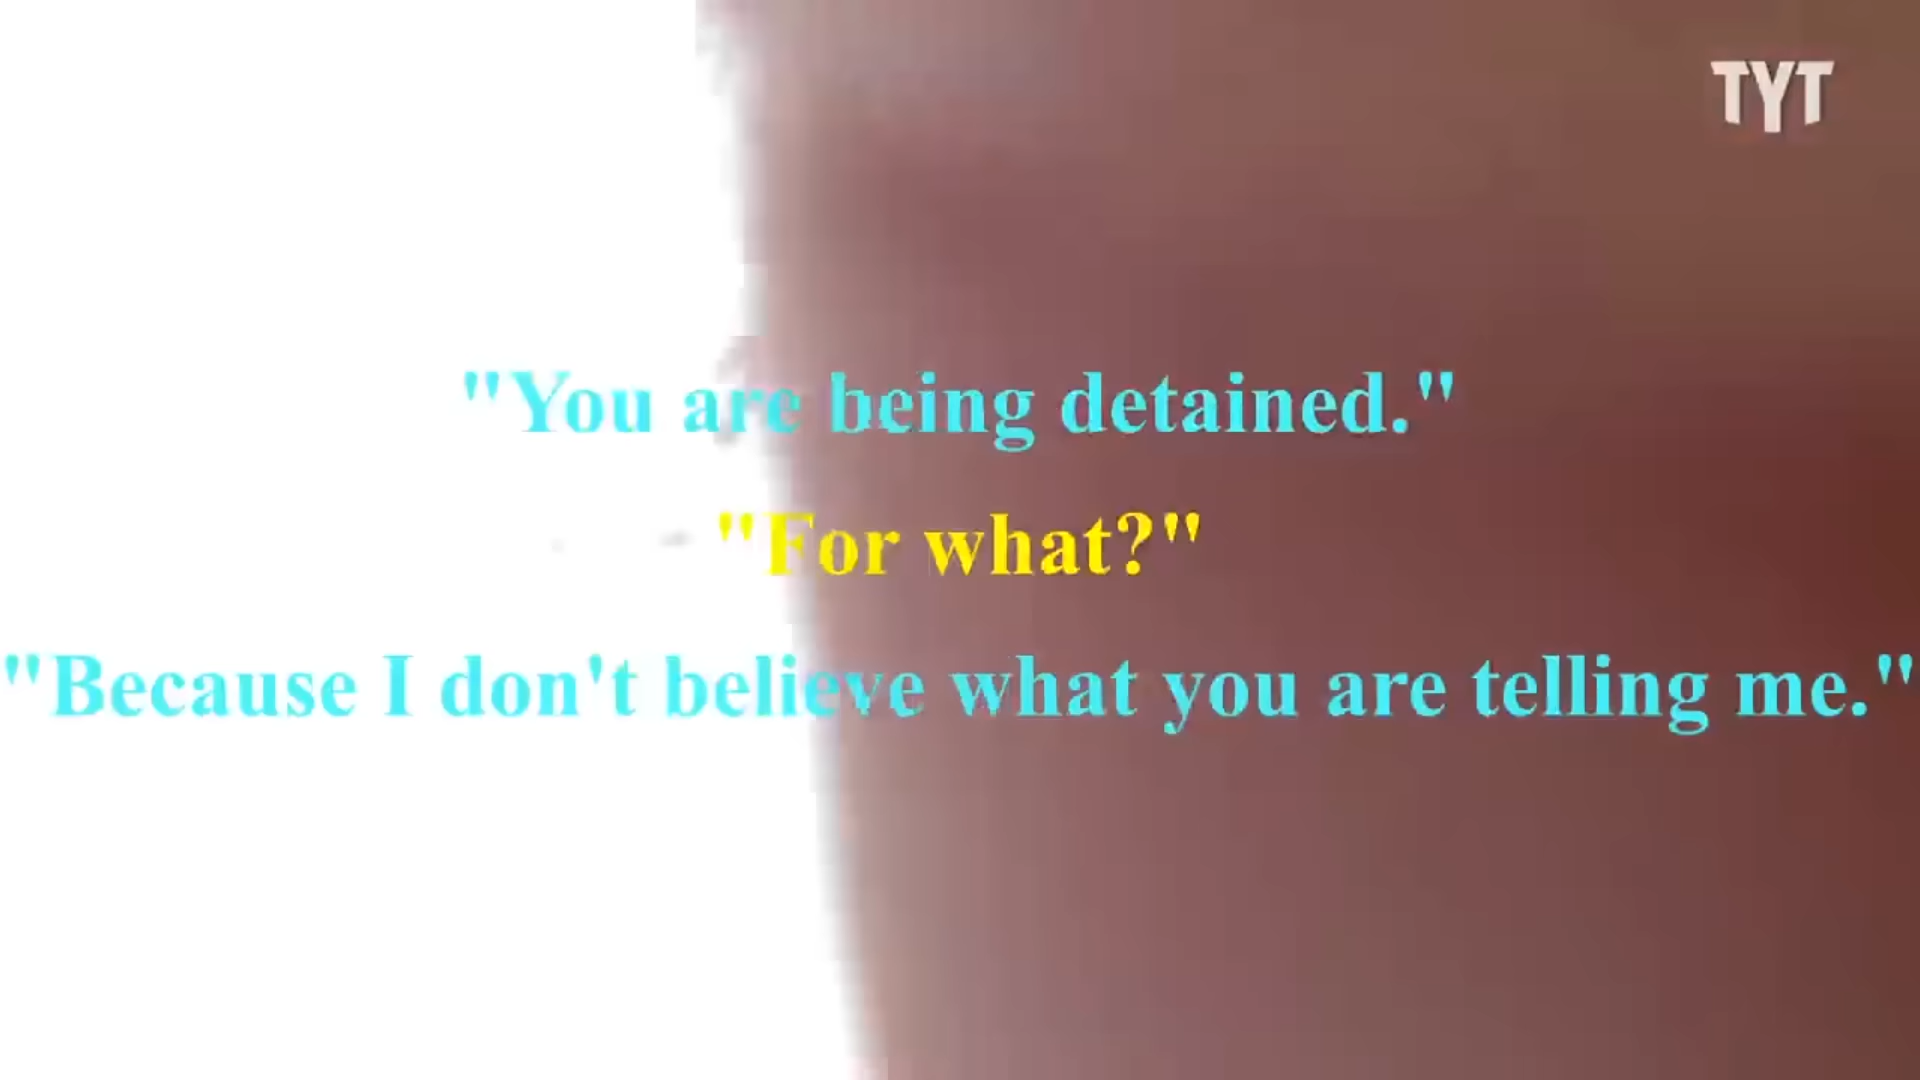 TYT
"You are being detained."
"For what?"
"Because I don't believe what you are telling me."